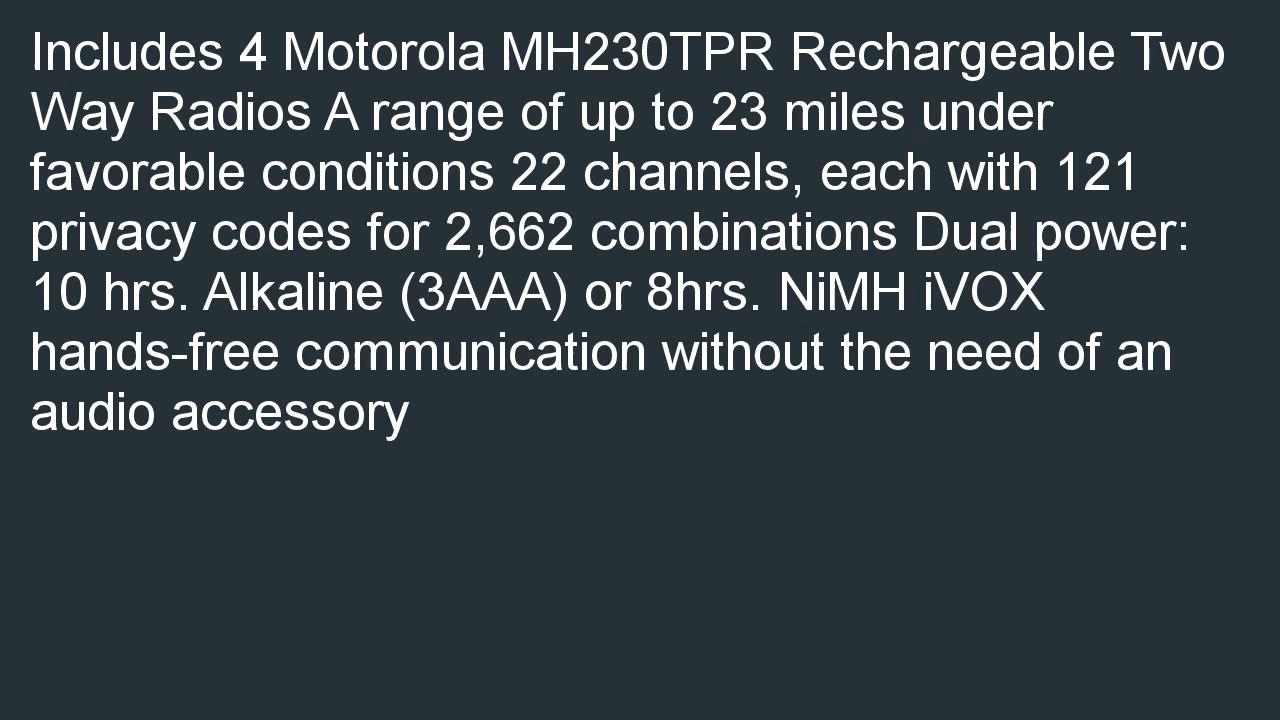 Includes 4 Motorola MH230TPR Rechargeable Two
Way Radios A range of up to 23 miles under
favorable conditions 22 channels, each with 121
privacy codes for 2,662 combinations Dual power:
10 hrs. Alkaline (3AAA) or 8hrs. NiMH iVOX
hands-free communication without the need of an
audio accessory